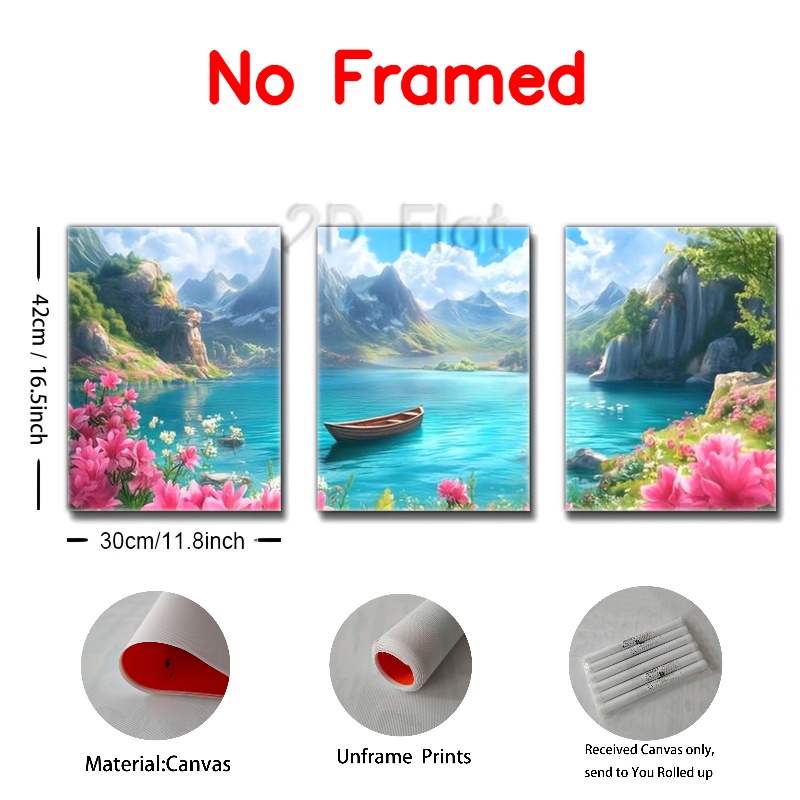 No Framed
2D Flat
42cm / 16.5inch
30cm/11.8inch
Material:Canvas
Unframe Prints
Received Canvas only,
send to You Rolled up